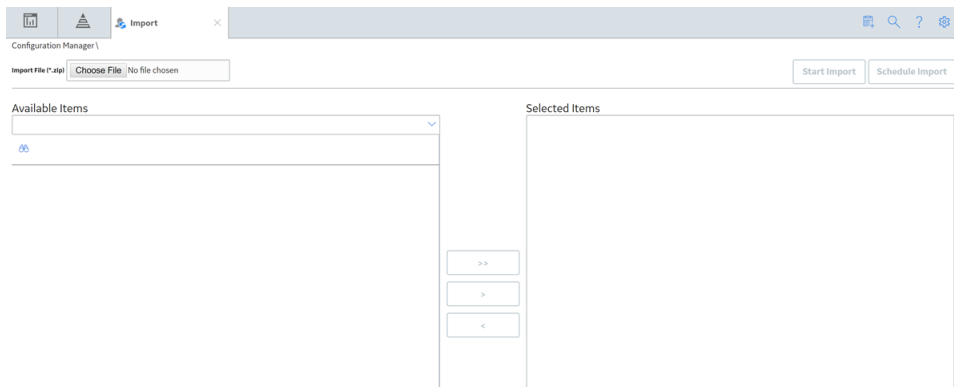 Import
Configuration Manager\
Import File (*.zip) Choose File No file chosen
Start Import Schedule Import
Available Items
Selected Items
>>
>
<